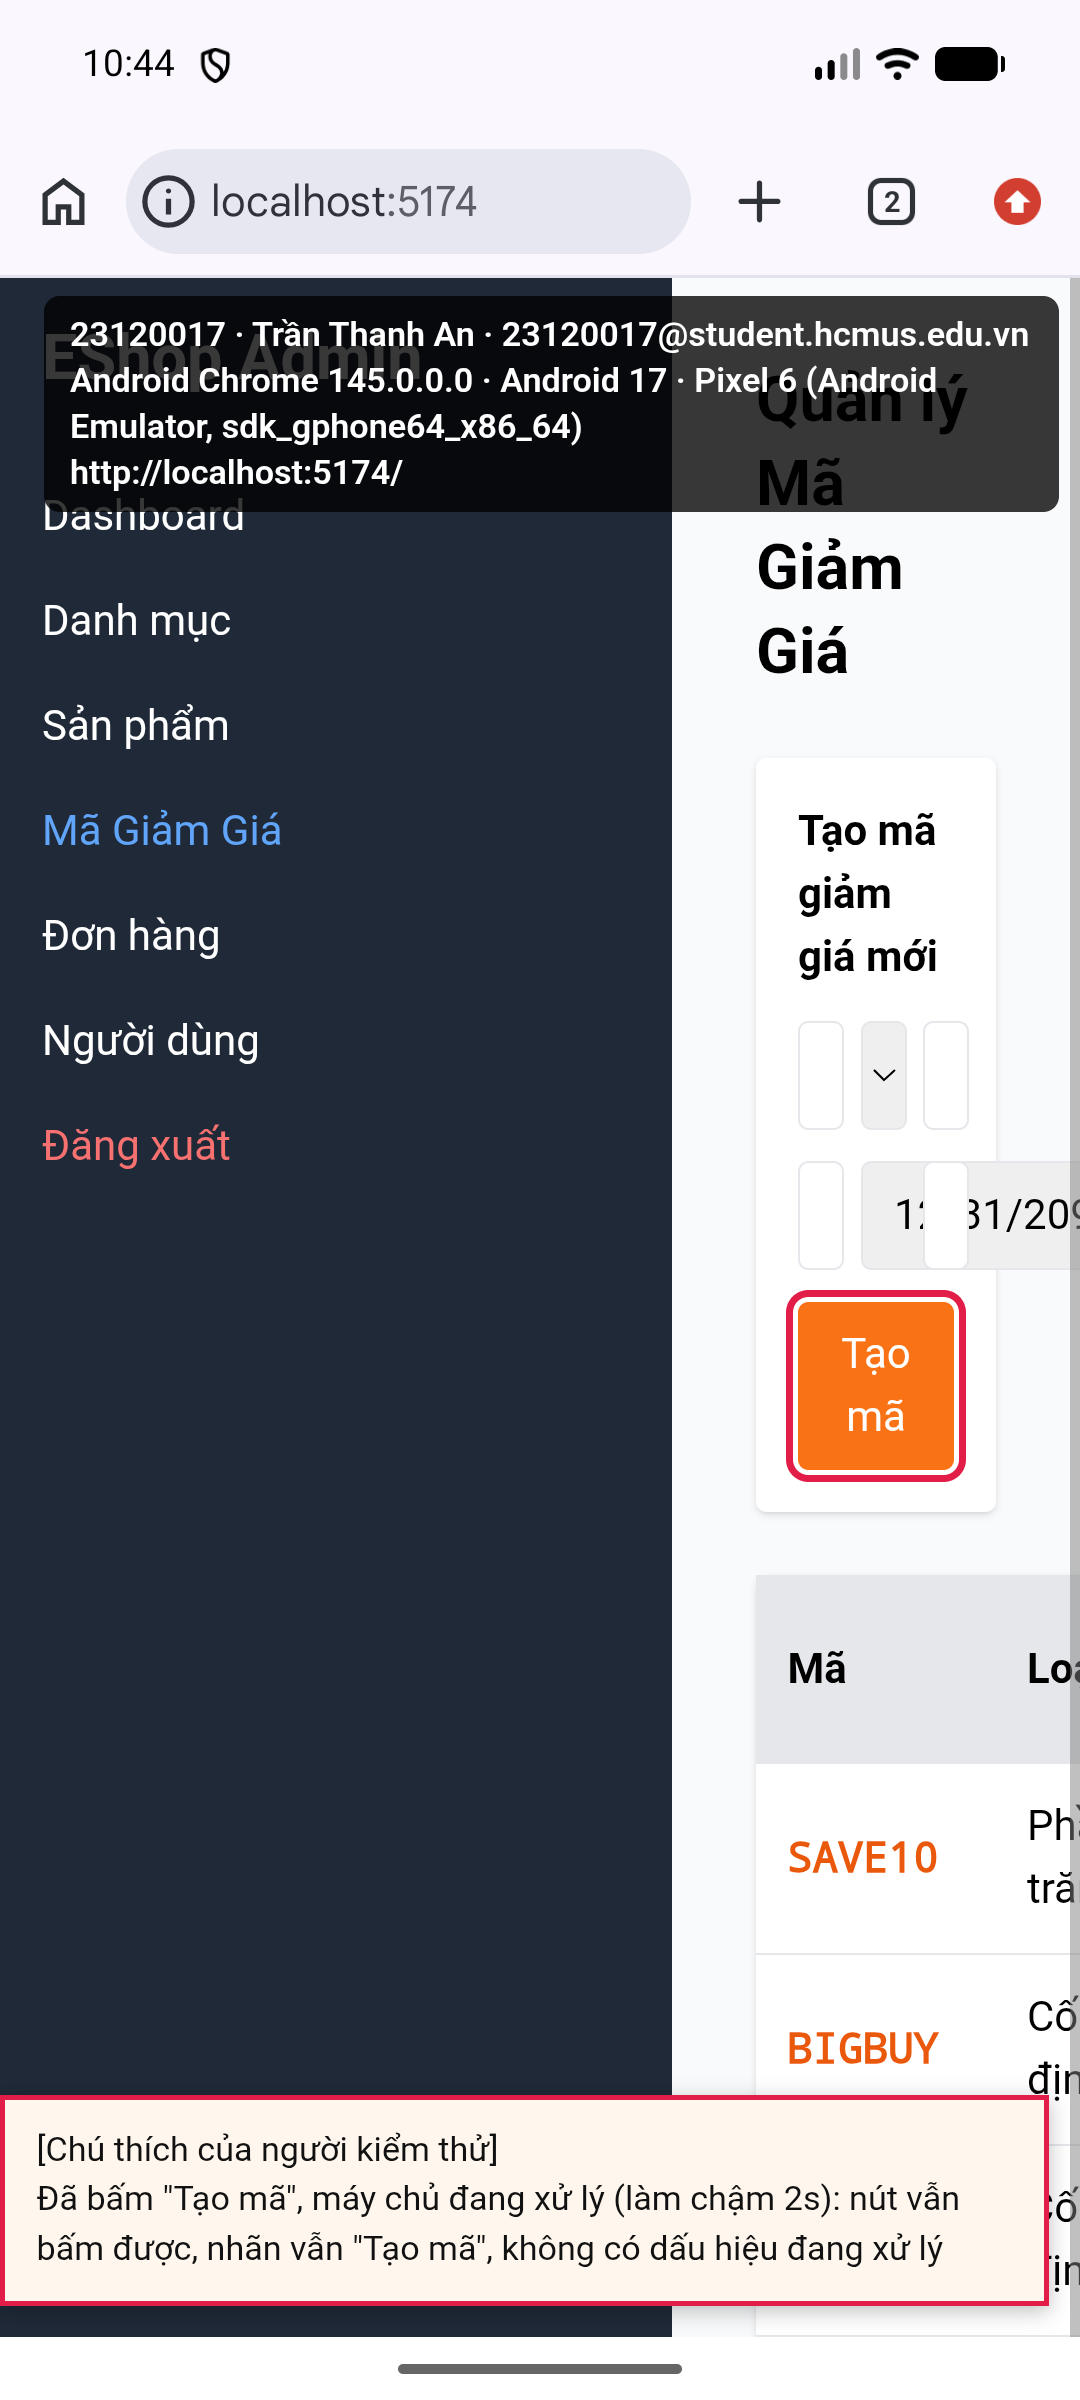 10:44
localhost:5174
2
23120017 · Trần Thanh An · 23120017@student.hcmus.edu.vn
Android Chrome 145.0.0.0 · Android 17 · Pixel 6 (Android
Emulator, sdk_gphone64_x86_64)
http://localhost:5174/
EShop Admin
Dashboard
Danh mục
Sản phẩm
Mã Giảm Giá
Đơn hàng
Người dùng
Đăng xuất
Quản lý
Mã
Giảm
Giá
Tạo mã
giảm
giá mới
Tạo
mã
Mã
SAVE10
BIGBUY
[Chú thích của người kiểm thử]
Đã bấm "Tạo mã", máy chủ đang xử lý (làm chậm 2s): nút vẫn
bấm được, nhãn vẫn "Tạo mã", không có dấu hiệu đang xử lý